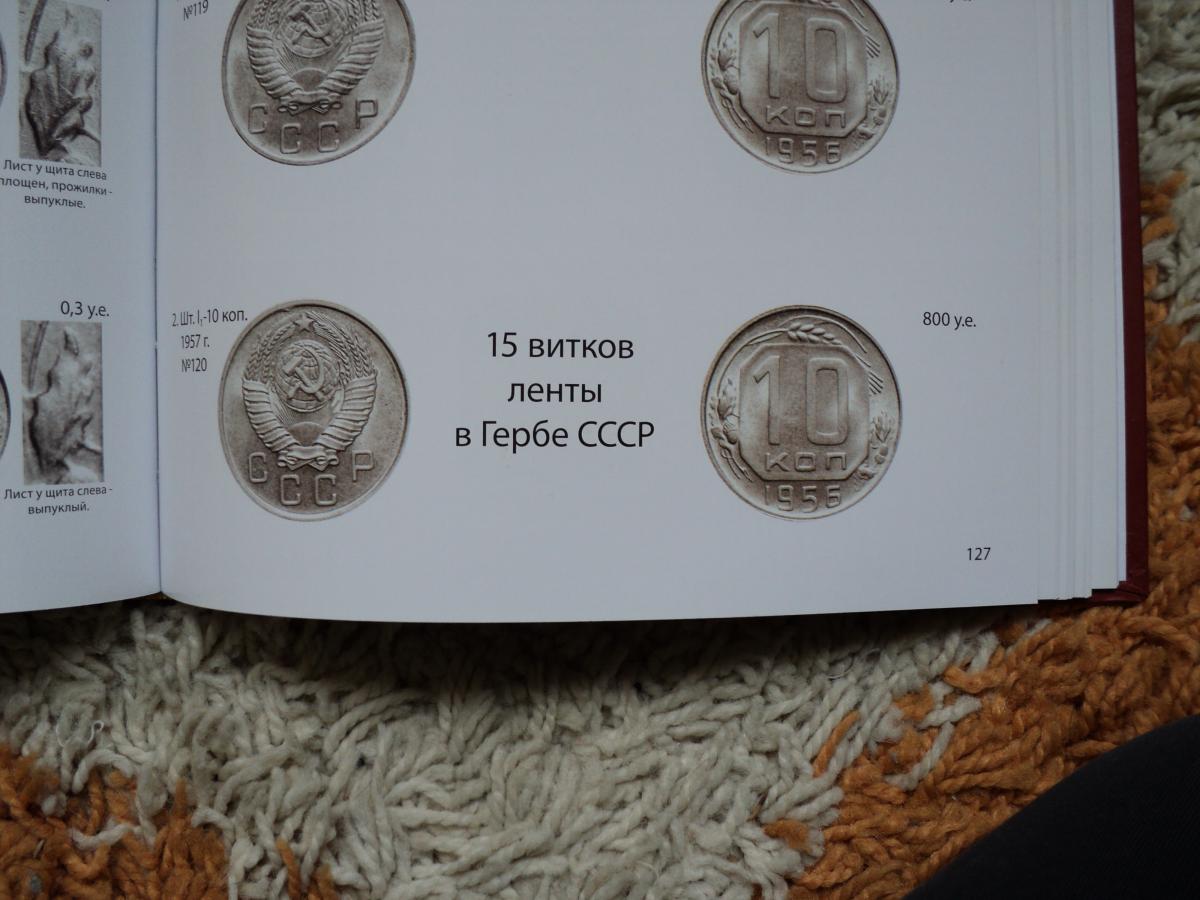 Лист у щита слева
площен, прожилки -
выпуклые.
0,3 у.е.
Лист у щита слева -
выпуклый.
№119
СССР
10
коп
1956
2. Шт. I₁-10 коп.
1957 г.
№120
СССР
15 витков
ленты
в Гербе СССР
10
коп
1956
800 у.е.
127